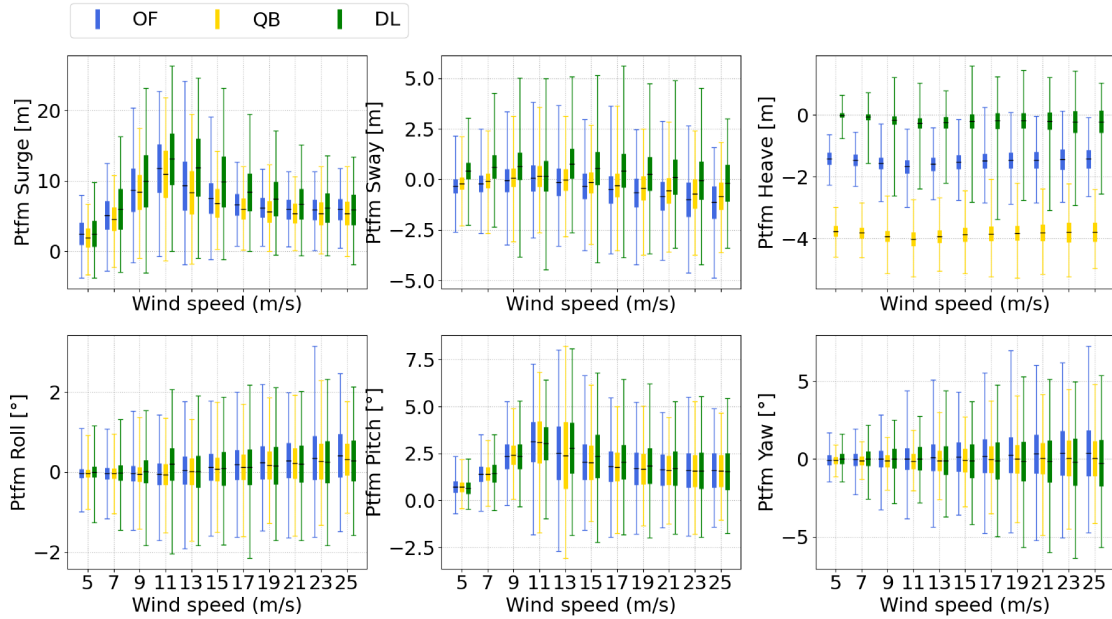 OF QB DL
Ptfm Surge [m]
20
10
0
Wind speed (m/s)
Ptfm Sway [m]
5.0
2.5
0.0
−2.5
−5.0
Wind speed (m/s)
Ptfm Heave [m]
0
−2
−4
Wind speed (m/s)
Ptfm Roll [°]
2
0
−2
5 7 9 11 13 15 17 19 21 23 25
Wind speed (m/s)
Ptfm Pitch [°]
7.5
5.0
2.5
0.0
−2.5
5 7 9 11 13 15 17 19 21 23 25
Wind speed (m/s)
Ptfm Yaw [°]
5
0
−5
5 7 9 11 13 15 17 19 21 23 25
Wind speed (m/s)